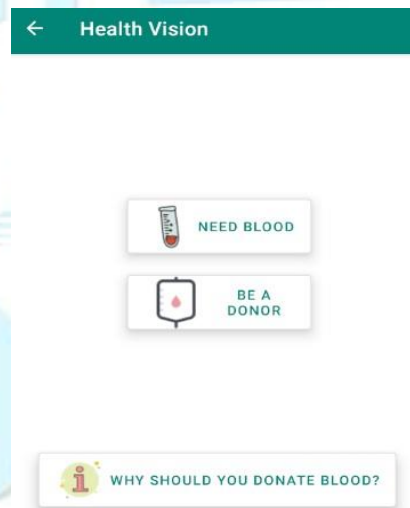 Health Vision
NEED BLOOD
BE A
DONOR
WHY SHOULD YOU DONATE BLOOD?